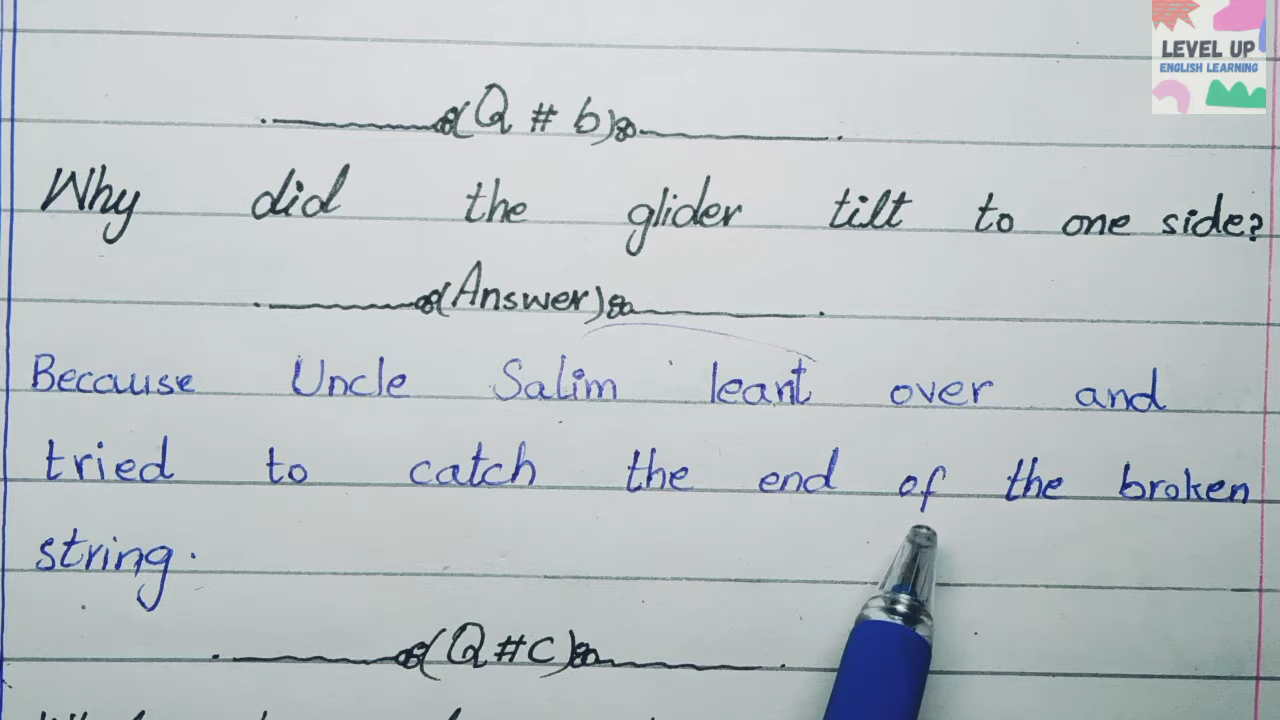 LEVEL UP
ENGLISH LEARNING
(Q # b)
Why did the glider tilt to one side?
(Answer)
Because Uncle Salim leant over and
tried to catch the end of the broken
string.
(Q # c)